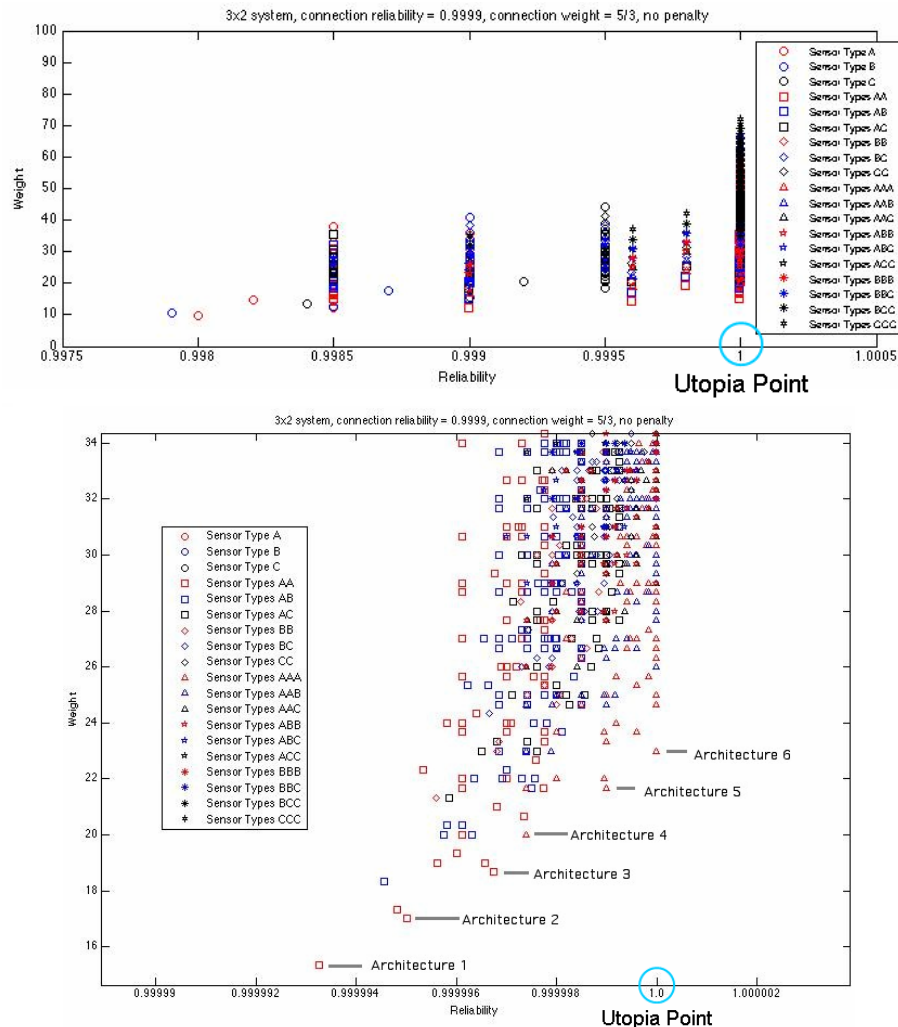 3x2 system, connection reliability = 0.9999, connection weight = 5/3, no penalty
100
90
80
70
60
50
40
30
20
10
0
Weight
0.9975
0.998
0.9985
0.999
0.9995
1
1.0005
Reliability
Utopia Point
Sensor Type A
Sensor Type B
Sensor Type C
Sensor Types AA
Sensor Types AB
Sensor Types AC
Sensor Types BB
Sensor Types BC
Sensor Types CC
Sensor Types AAA
Sensor Types AAB
Sensor Types AAC
Sensor Types ABB
Sensor Types ABC
Sensor Types ACC
Sensor Types BBB
Sensor Types BBC
Sensor Types BCC
Sensor Types CCC
3x2 system, connection reliability = 0.9999, connection weight = 5/3, no penalty
34
32
30
28
26
24
22
20
18
16
Weight
Sensor Type A
Sensor Type B
Sensor Type C
Sensor Types AA
Sensor Types AB
Sensor Types AC
Sensor Types BB
Sensor Types BC
Sensor Types CC
Sensor Types AAA
Sensor Types AAB
Sensor Types AAC
Sensor Types ABB
Sensor Types ABC
Sensor Types ACC
Sensor Types BBB
Sensor Types BBC
Sensor Types BCC
Sensor Types CCC
Architecture 6
Architecture 5
Architecture 4
Architecture 3
Architecture 2
Architecture 1
0.99999
0.999992
0.999994
0.999996
0.999998
1.0
1.000002
Reliability
Utopia Point